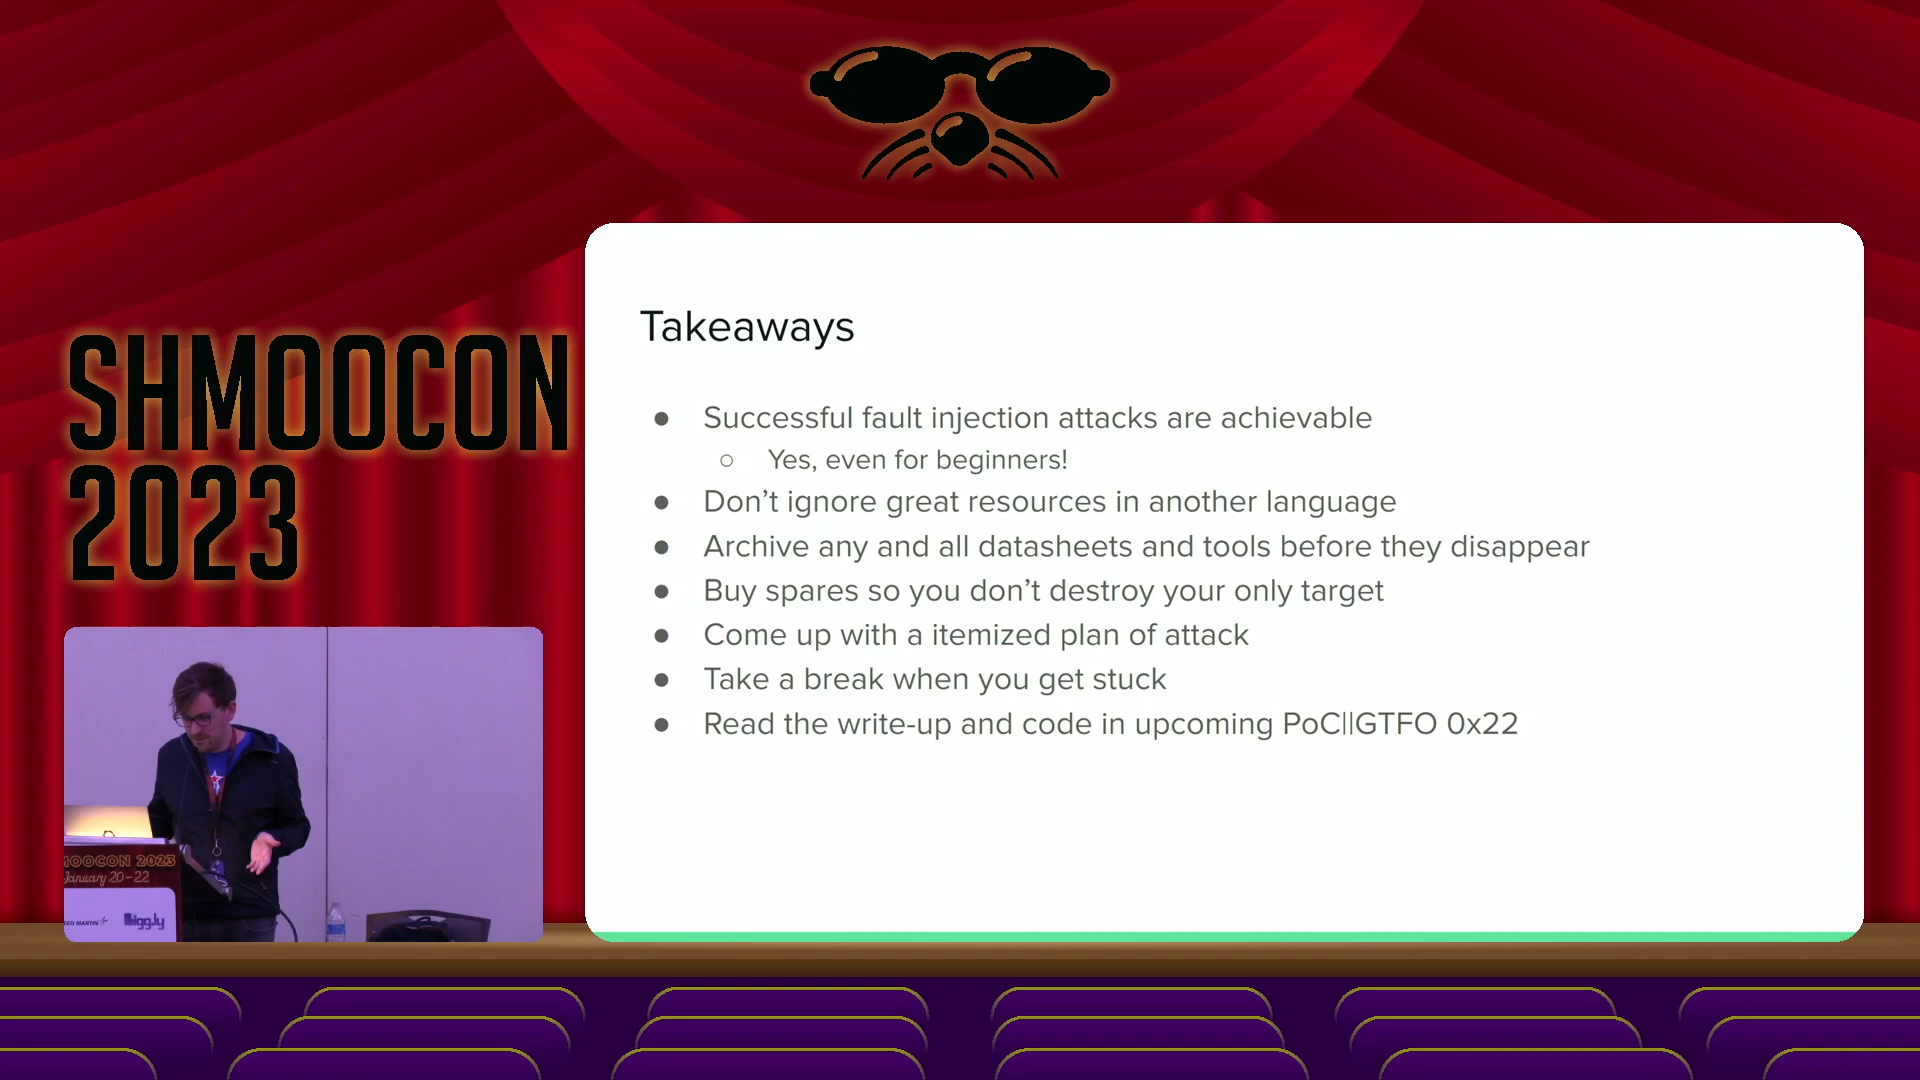 SHMOOCON
2023
Takeaways
● Successful fault injection attacks are achievable
○ Yes, even for beginners!
● Don’t ignore great resources in another language
● Archive any and all datasheets and tools before they disappear
● Buy spares so you don’t destroy your only target
● Come up with a itemized plan of attack
● Take a break when you get stuck
● Read the write-up and code in upcoming PoC||GTFO 0x22
MOOCON 2023
January 20-22